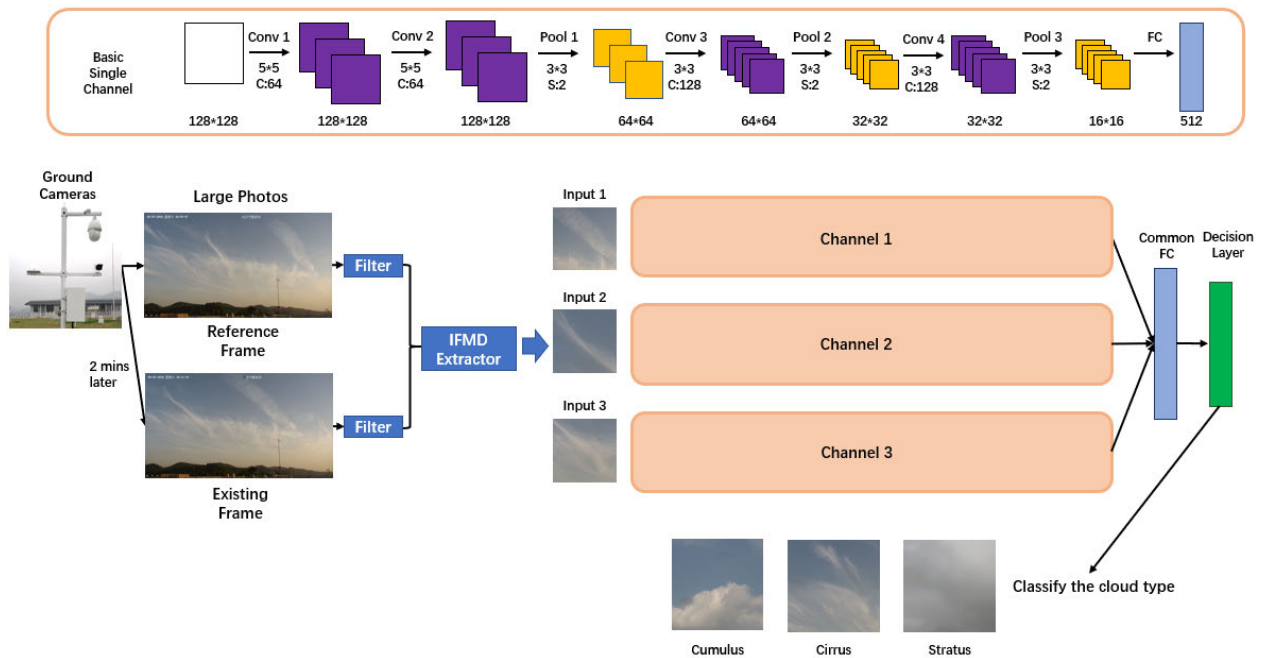 Basic
Single
Channel
Conv 1
5*5
C:64
Conv 2
5*5
C:64
Pool 1
3*3
S:2
Conv 3
3*3
C:128
Pool 2
3*3
S:2
Conv 4
3*3
C:128
Pool 3
3*3
S:2
FC
128*128
128*128
128*128
64*64
64*64
32*32
32*32
16*16
512
Ground
Cameras
Large Photos
Filter
Reference
Frame
2 mins
later
Filter
Existing
Frame
IFMD
Extractor
Input 1
Input 2
Input 3
Channel 1
Channel 2
Channel 3
Common
FC
Decision
Layer
Classify the cloud type
Cumulus
Cirrus
Stratus